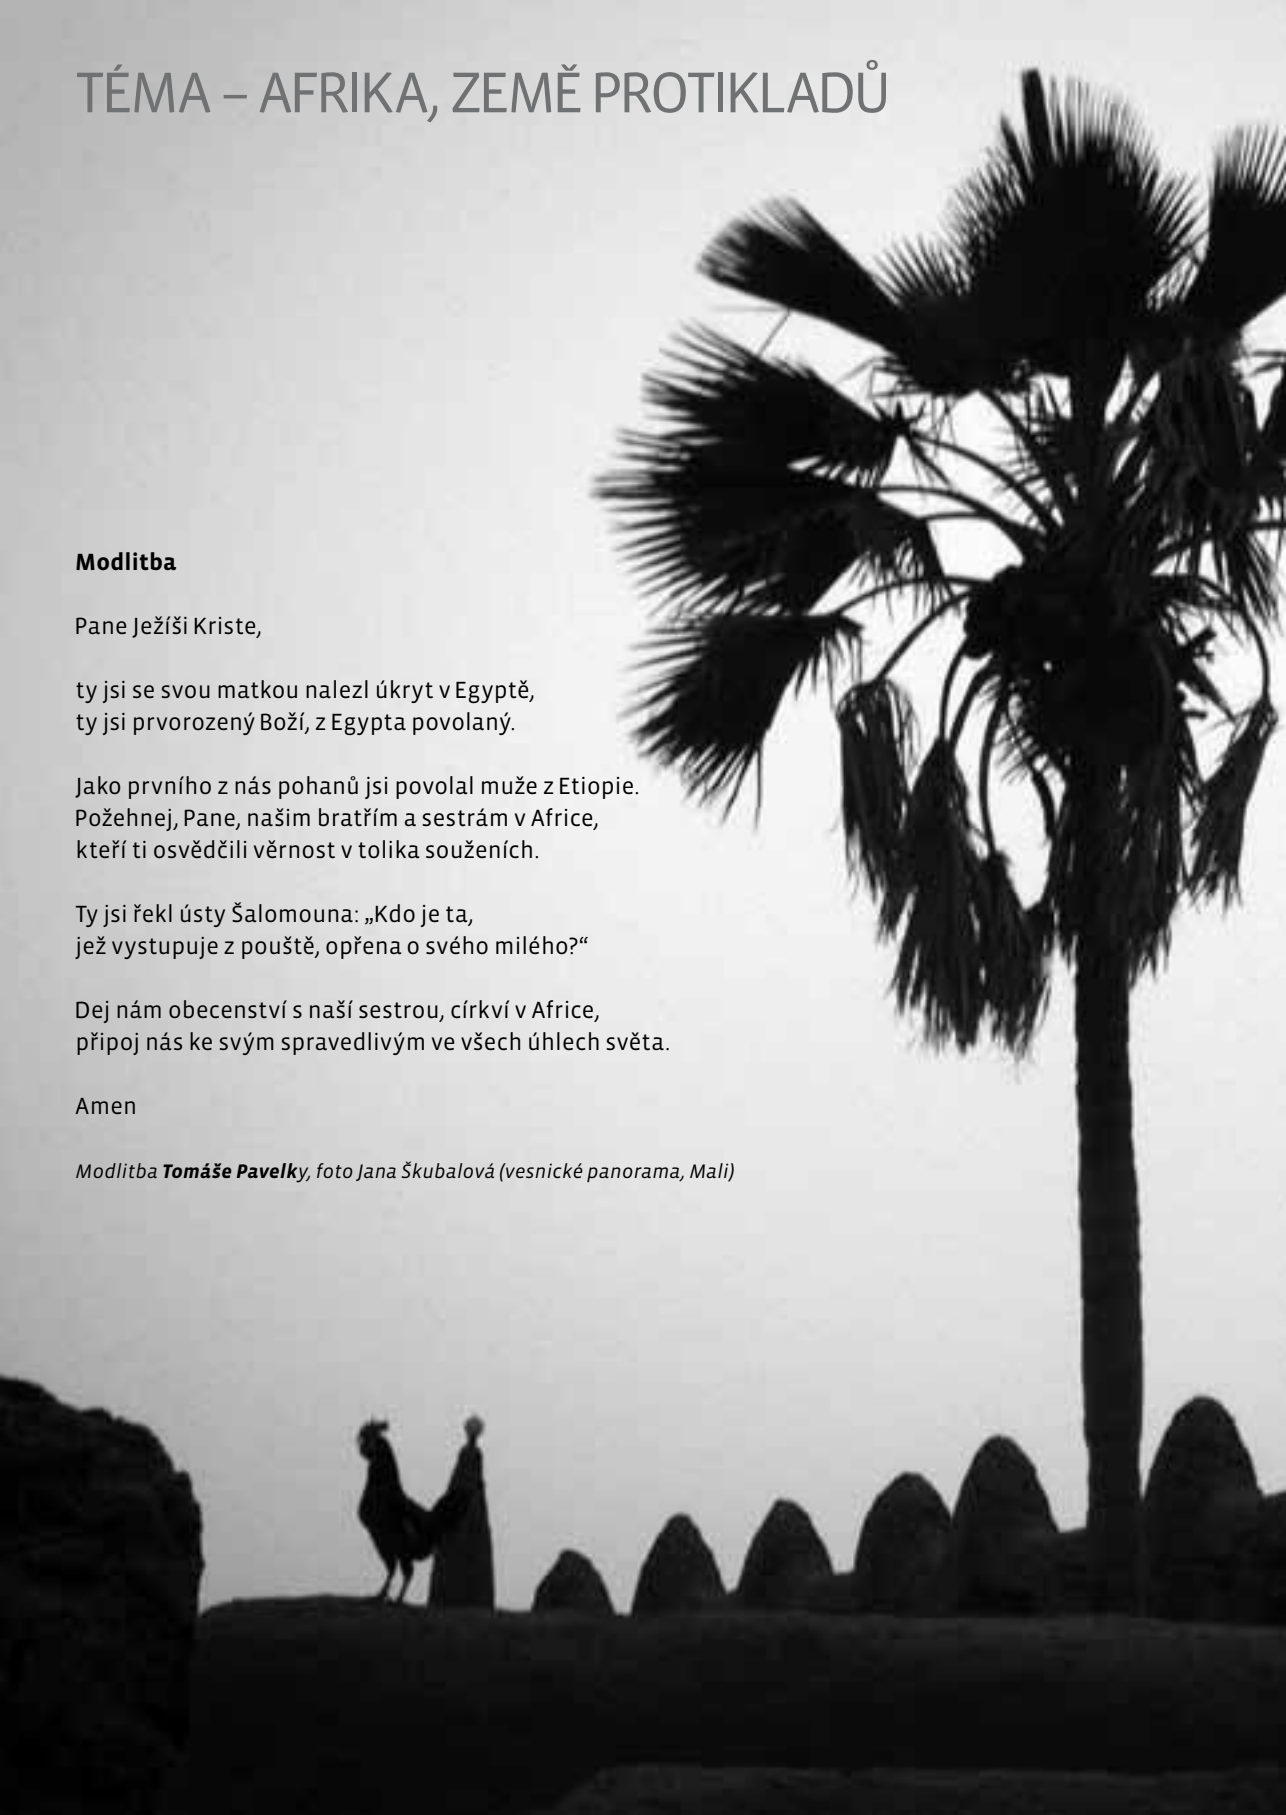 TÉMA – AFRIKA, ZEMĚ PROTIKLADŮ
Modlitba
Pane Ježíši Kriste,
ty jsi se svou matkou nalezl úkryt v Egyptě,
ty jsi prvorozený Boží, z Egypta povolaný.
Jako prvního z nás pohanů jsi povolal muže z Etiopie.
Požehnej, Pane, našim bratřím a sestrám v Africe,
kteří ti osvědčili věrnost v tolika souženích.
Ty jsi řekl ústy Šalomouna: „Kdo je ta,
jež vystupuje z pouště, opřena o svého milého?“
Dej nám obecenství s naší sestrou, církví v Africe,
připoj nás ke svým spravedlivým ve všech úhlech světa.
Amen
Modlitba Tomáše Pavelky, foto Jana Škubalová (vesnické panorama, Mali)